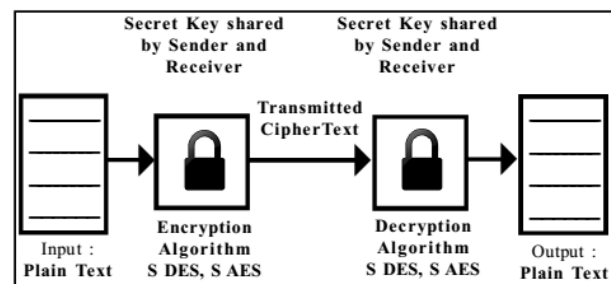 Secret Key shared
by Sender and
Receiver
Secret Key shared
by Sender and
Receiver
Transmitted
CipherText
Input :
Plain Text
Encryption
Algorithm
S DES, S AES
Decryption
Algorithm
S DES, S AES
Output :
Plain Text